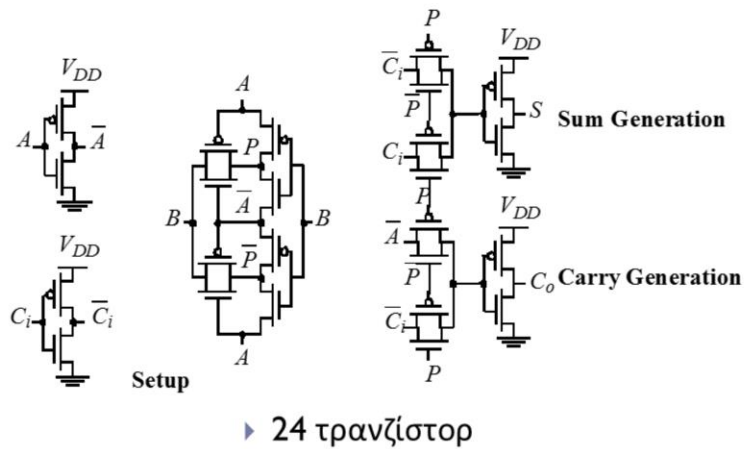 V_DD
A
A̅
V_DD
C_i
C̅_i
Setup
A
P
A̅
B
B
P̅
A
P
C̅_i
P̅
C_i
P
V_DD
S
Sum Generation
A̅
P̅
C̅_i
P
V_DD
C_o
Carry Generation
24 τρανζίστορ